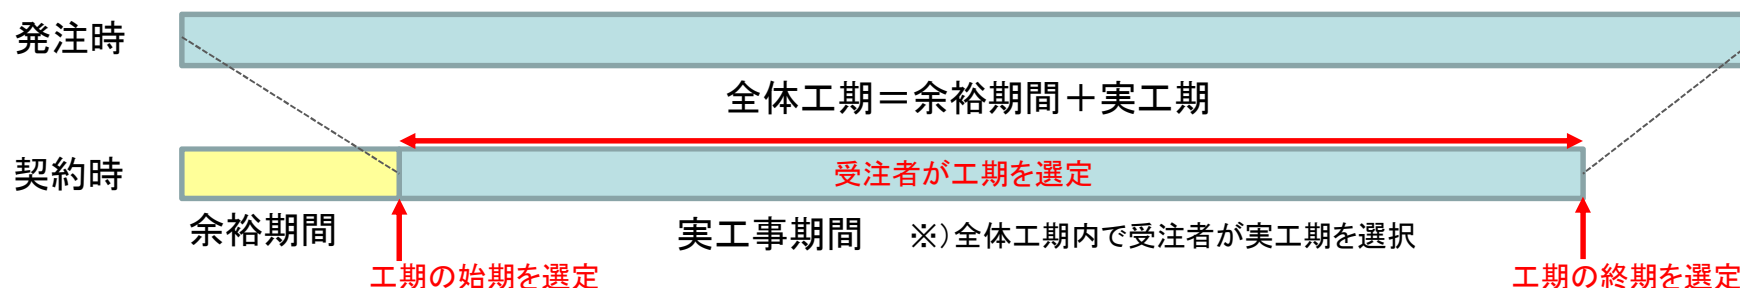 発注時
全体工期＝余裕期間＋実工期
契約時
受注者が工期を選定
余裕期間
実工事期間
※）全体工期内で受注者が実工期を選択
工期の始期を選定
工期の終期を選定